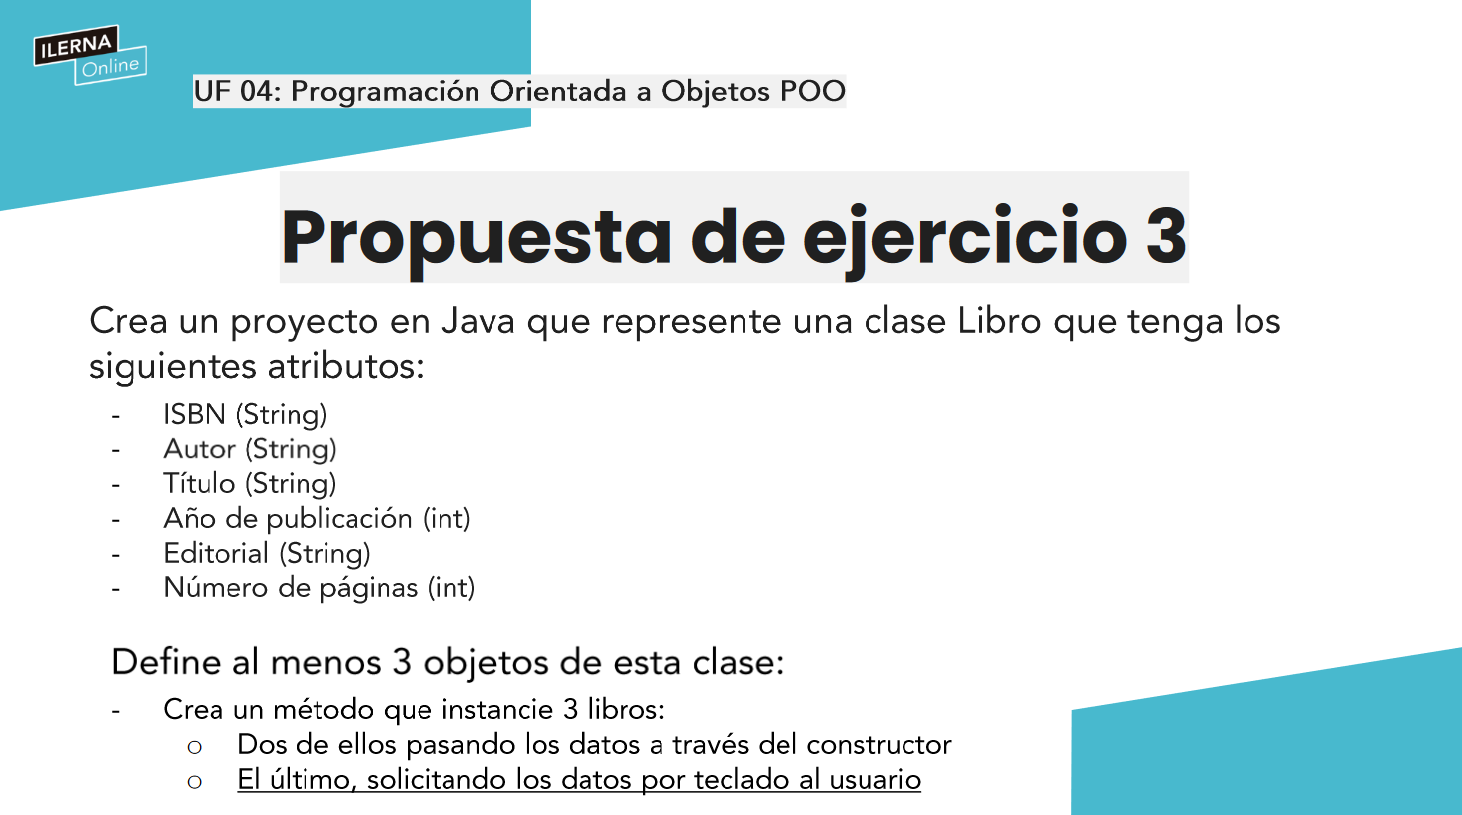 ILERNA
Online
UF 04: Programación Orientada a Objetos POO
Propuesta de ejercicio 3
Crea un proyecto en Java que represente una clase Libro que tenga los
siguientes atributos:
- ISBN (String)
- Autor (String)
- Título (String)
- Año de publicación (int)
- Editorial (String)
- Número de páginas (int)
Define al menos 3 objetos de esta clase:
- Crea un método que instancie 3 libros:
○ Dos de ellos pasando los datos a través del constructor
○ El último, solicitando los datos por teclado al usuario